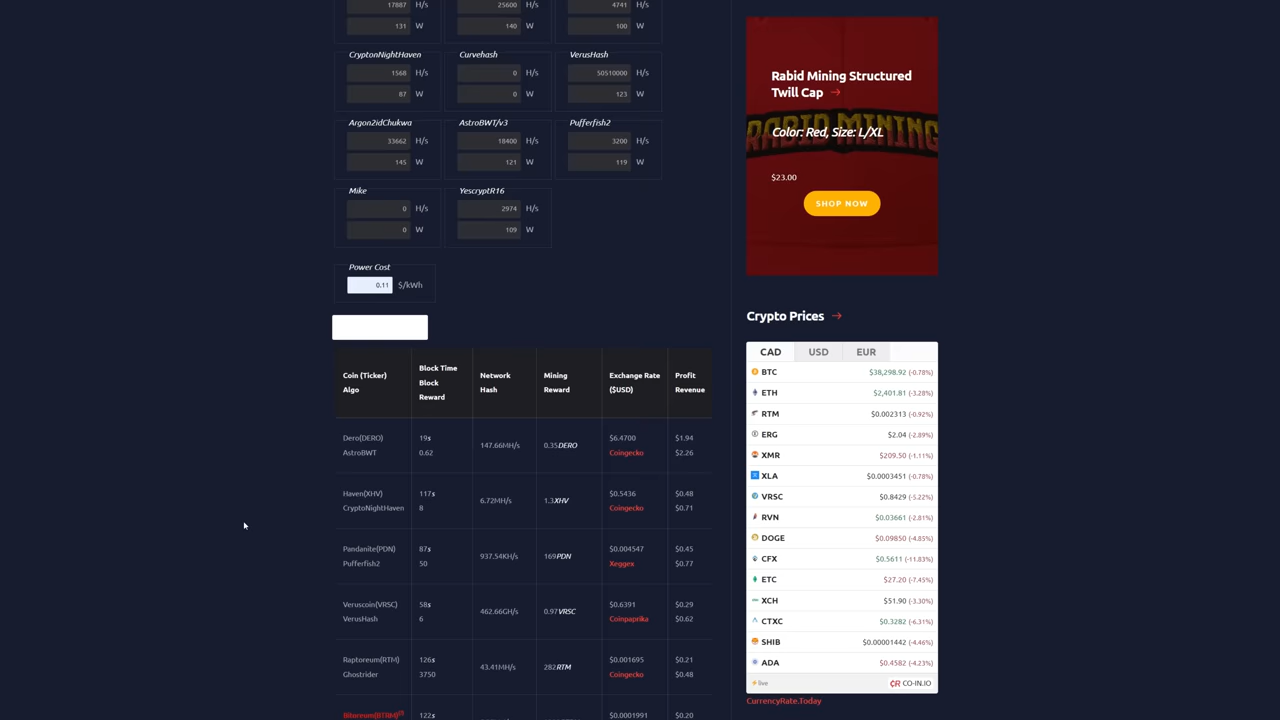 17887 H/s 25600 H/s 4741 H/s
131 W 140 W 100 W
CryptonNightHaven Curvehash VerusHash
1568 H/s 0 H/s 50510000 H/s
87 W 0 W 123 W
Argon2idChukwa AstroBWT/v3 Pufferfish2
33662 H/s 18400 H/s 3200 H/s
145 W 121 W 119 W
Mike YescryptR16
0 H/s 2974 H/s
0 W 109 W
Power Cost
0.11 $/kWh
Coin (Ticker)
Algo
Block Time
Block
Reward
Network
Hash
Mining
Reward
Exchange Rate
($USD)
Profit
Revenue
Dero(DERO) 19s 147.66MH/s 0.35DERO $6.4700 $1.94
AstroBWT 0.62 Coingecko $2.26
Haven(XHV) 117s 6.72MH/s 1.3XHV $0.5436 $0.48
CryptoNightHaven 8 Coingecko $0.71
Pandanite(PDN) 87s 937.54KH/s 169PDN $0.004547 $0.45
Pufferfish2 50 Xeggex $0.77
Veruscoin(VRSC) 58s 462.66GH/s 0.97VRSC $0.6391 $0.29
VerusHash 6 Coinpaprika $0.62
Raptoreum(RTM) 126s 43.41MH/s 282RTM $0.001695 $0.21
Ghostrider 3750 Coingecko $0.48
122s $0.0001991 $0.20
Rabid Mining Structured
Twill Cap →
RABID MINING
Color: Red, Size: L/XL
$23.00
SHOP NOW
Crypto Prices →
CAD USD EUR
BTC $38,298.92 (-0.78%)
ETH $2,401.81 (-3.28%)
RTM $0.002313 (-0.92%)
ERG $2.04 (-2.89%)
XMR $209.50 (-1.11%)
XLA $0.0003451 (-0.78%)
VRSC $0.8429 (-5.22%)
RVN $0.03661 (-2.81%)
DOGE $0.09850 (-4.85%)
CFX $0.5611 (-11.83%)
ETC $27.20 (-7.45%)
XCH $51.90 (-3.30%)
CTXC $0.3282 (-6.31%)
SHIB $0.00001442 (-4.46%)
ADA $0.4582 (-4.23%)
live CR CO-IN.IO
CurrencyRate.Today